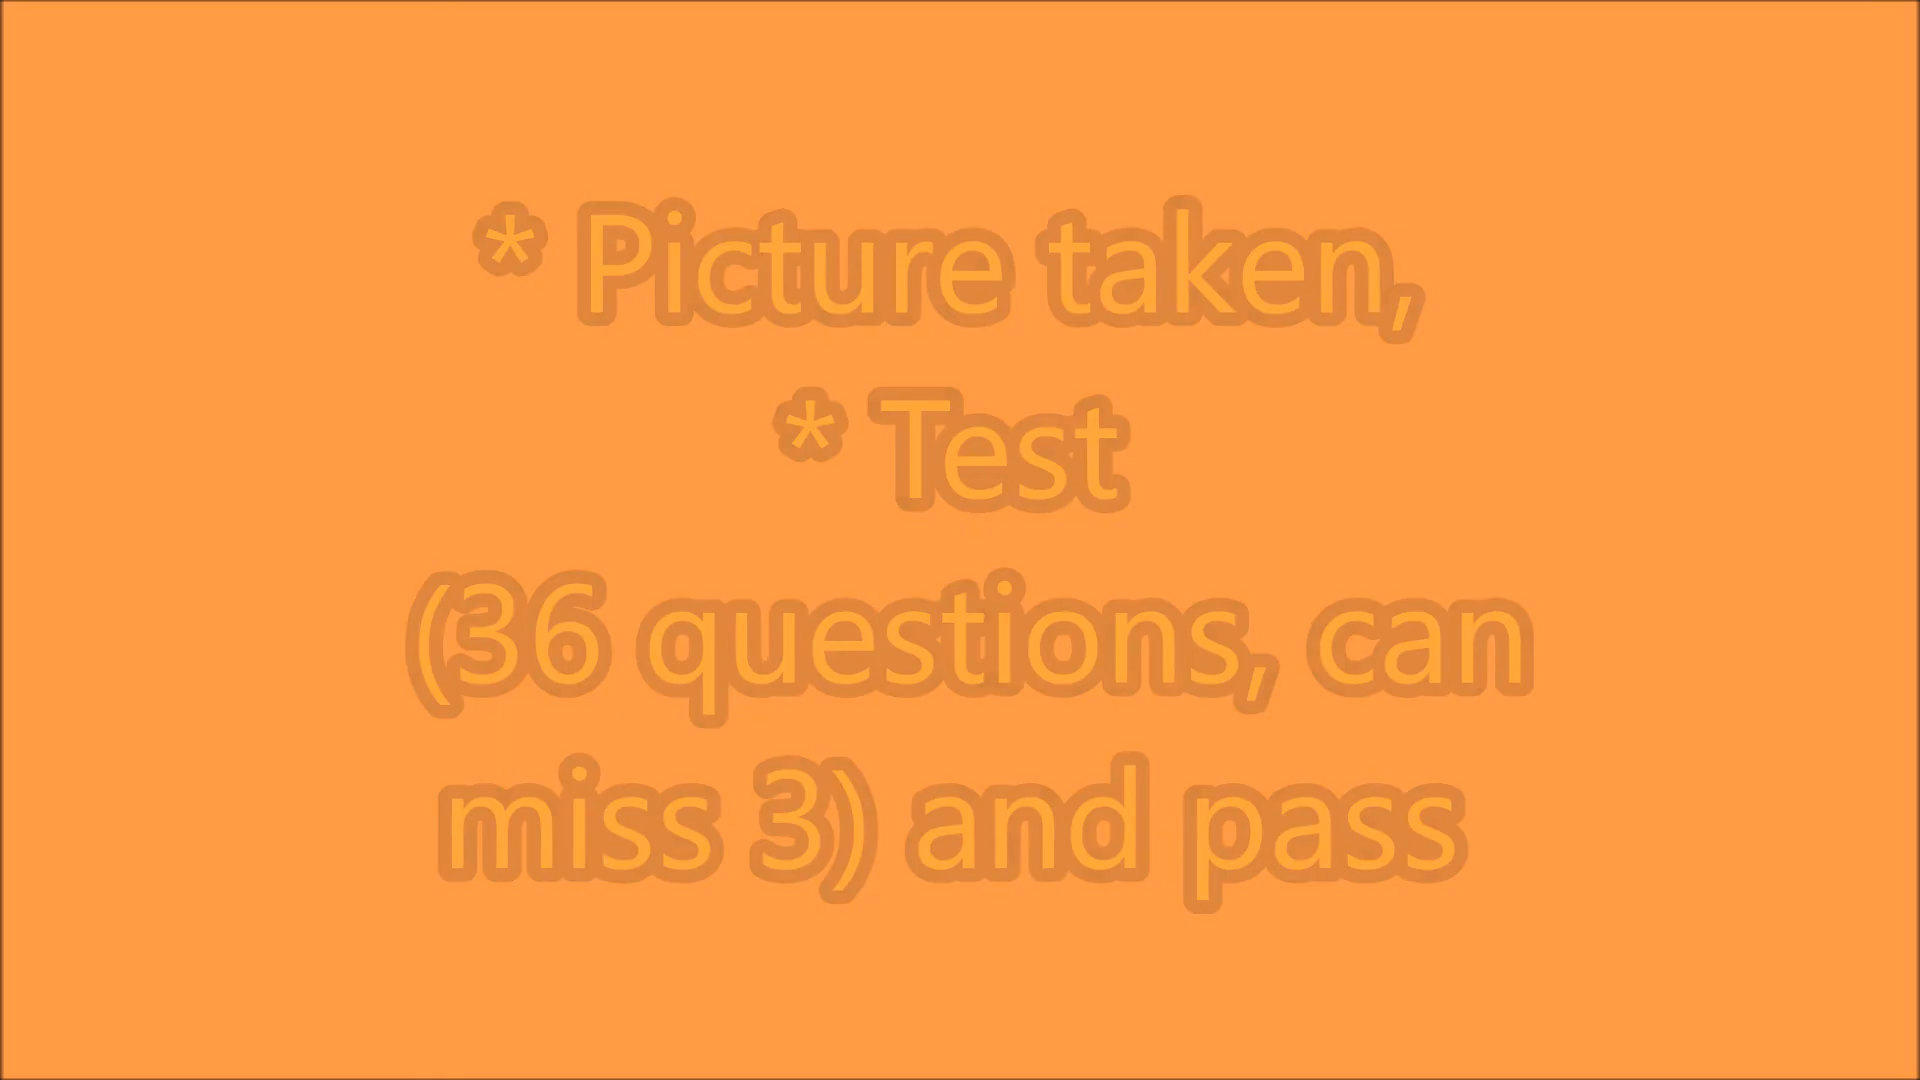 * Picture taken,
* Test
(36 questions, can
miss 3) and pass